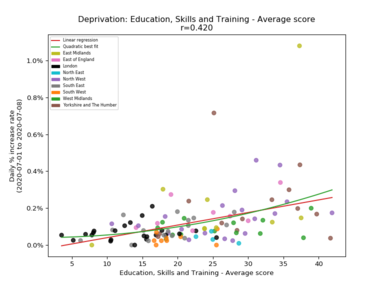 Deprivation: Education, Skills and Training - Average score
r=0.420
Daily % increase rate
(2020-07-01 to 2020-07-08)
1.0%
0.8%
0.6%
0.4%
0.2%
0.0%
Linear regression
Quadratic best fit
East Midlands
East of England
London
North East
North West
South East
South West
West Midlands
Yorkshire and The Humber
5
10
15
20
25
30
35
40
Education, Skills and Training - Average score